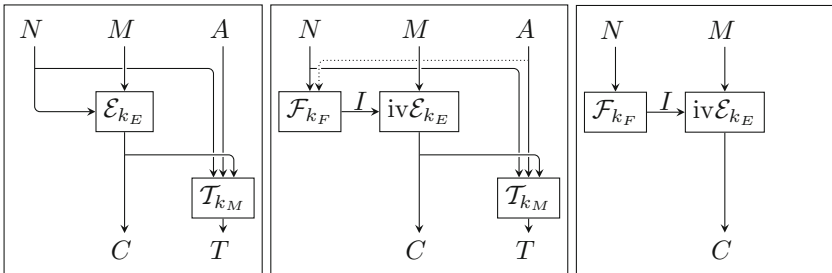 N M A N M A N M
I I
ℰ_{k_E} ℱ_{k_F} ivℰ_{k_E} ℱ_{k_F} ivℰ_{k_E}
𝒯_{k_M} 𝒯_{k_M}
C T C T C